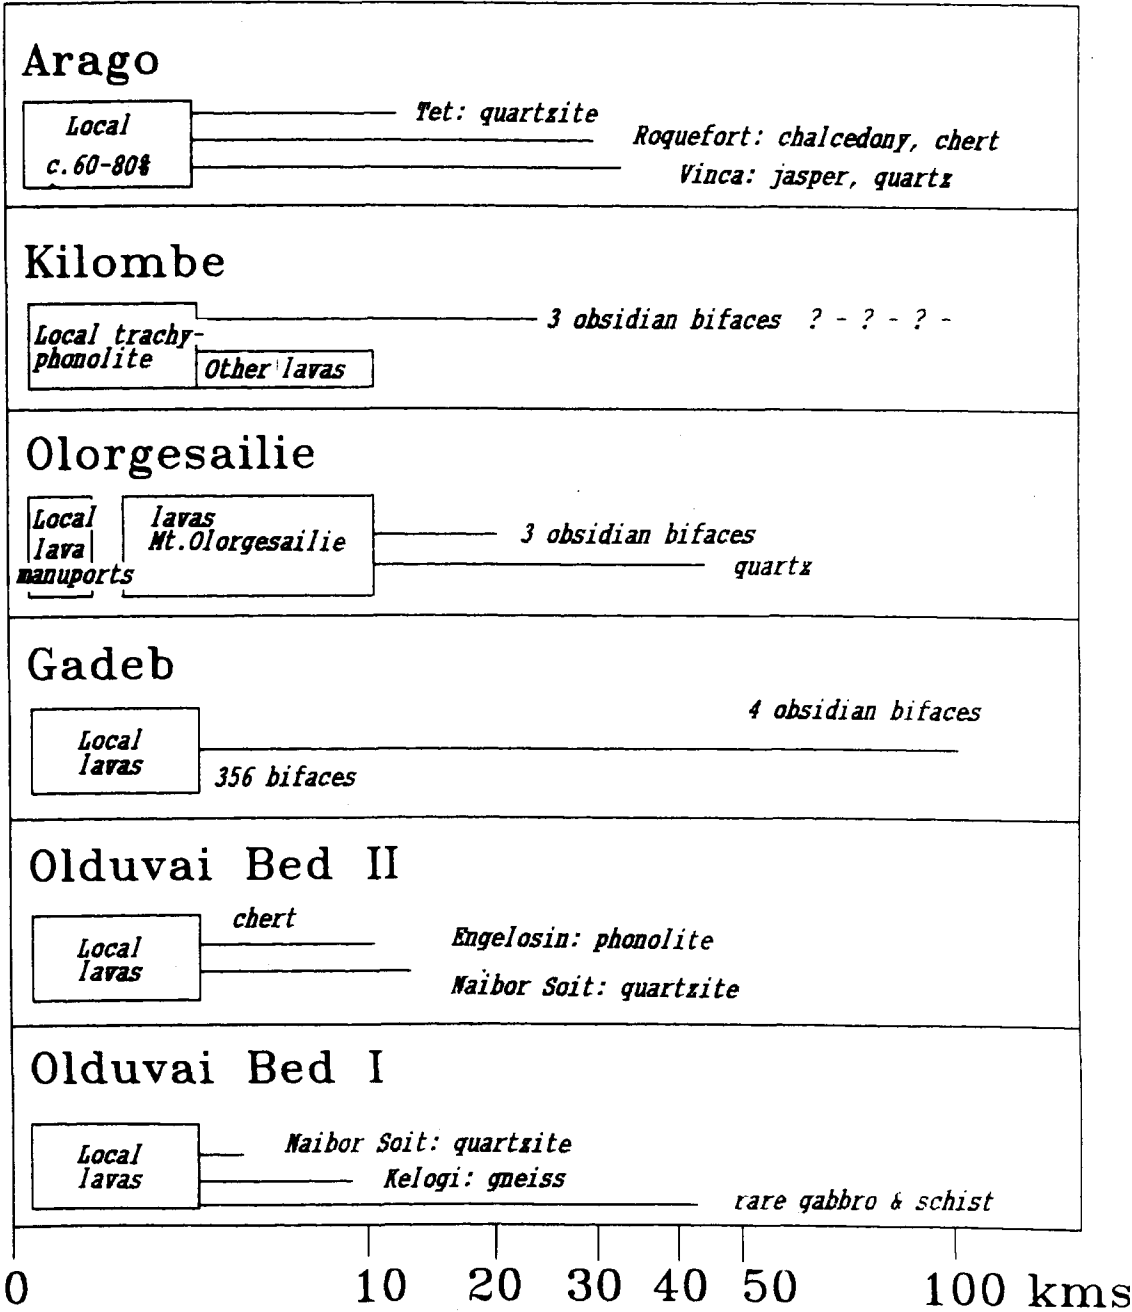 Arago
Local
c.60-80%
Tet: quartzite
Roquefort: chalcedony, chert
Vinca: jasper, quartz
Kilombe
Local trachy-
phonolite
Other lavas
3 obsidian bifaces ? - ? - ? -
Olorgesailie
Local
lava
manuports
lavas
Mt.Olorgesailie
3 obsidian bifaces
quartz
Gadeb
Local
lavas
356 bifaces
4 obsidian bifaces
Olduvai Bed II
Local
lavas
chert
Engelosin: phonolite
Naibor Soit: quartzite
Olduvai Bed I
Local
lavas
Naibor Soit: quartzite
Kelogi: gneiss
rare gabbro & schist
0 10 20 30 40 50 100 kms